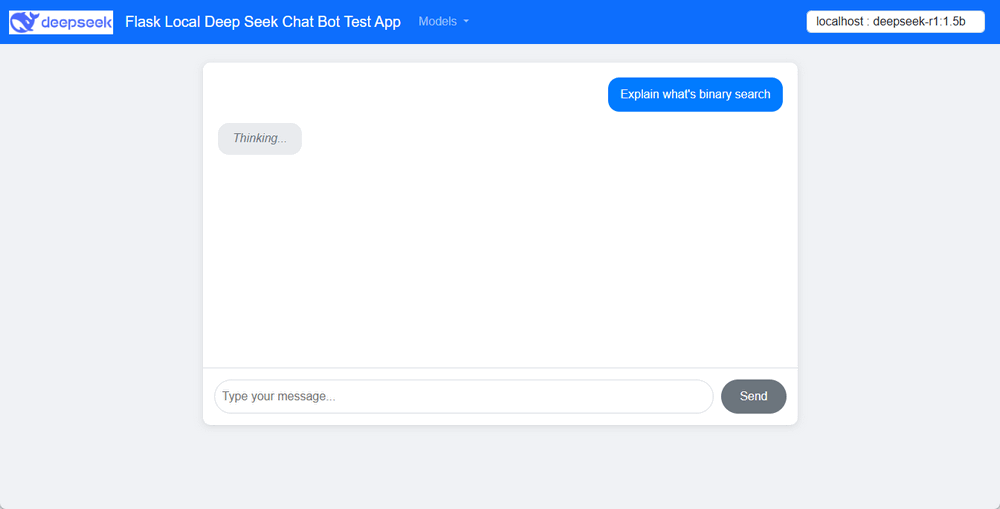 deepseek Flask Local Deep Seek Chat Bot Test App Models localhost : deepseek-r1:1.5b
Explain what's binary search
Thinking...
Type your message... Send